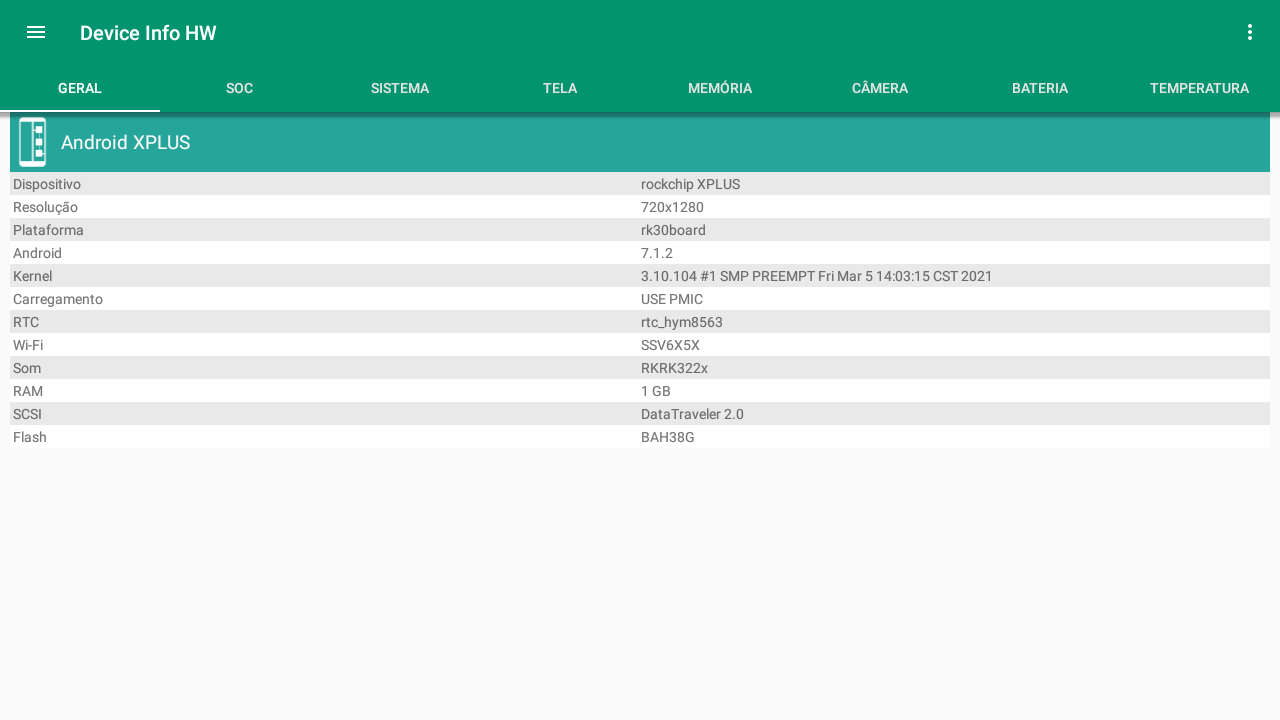 Device Info HW
GERAL SOC SISTEMA TELA MEMÓRIA CÂMERA BATERIA TEMPERATURA
Android XPLUS
Dispositivo rockchip XPLUS
Resolução 720x1280
Plataforma rk30board
Android 7.1.2
Kernel 3.10.104 #1 SMP PREEMPT Fri Mar 5 14:03:15 CST 2021
Carregamento USE PMIC
RTC rtc_hym8563
Wi-Fi SSV6X5X
Som RKRK322x
RAM 1 GB
SCSI DataTraveler 2.0
Flash BAH38G